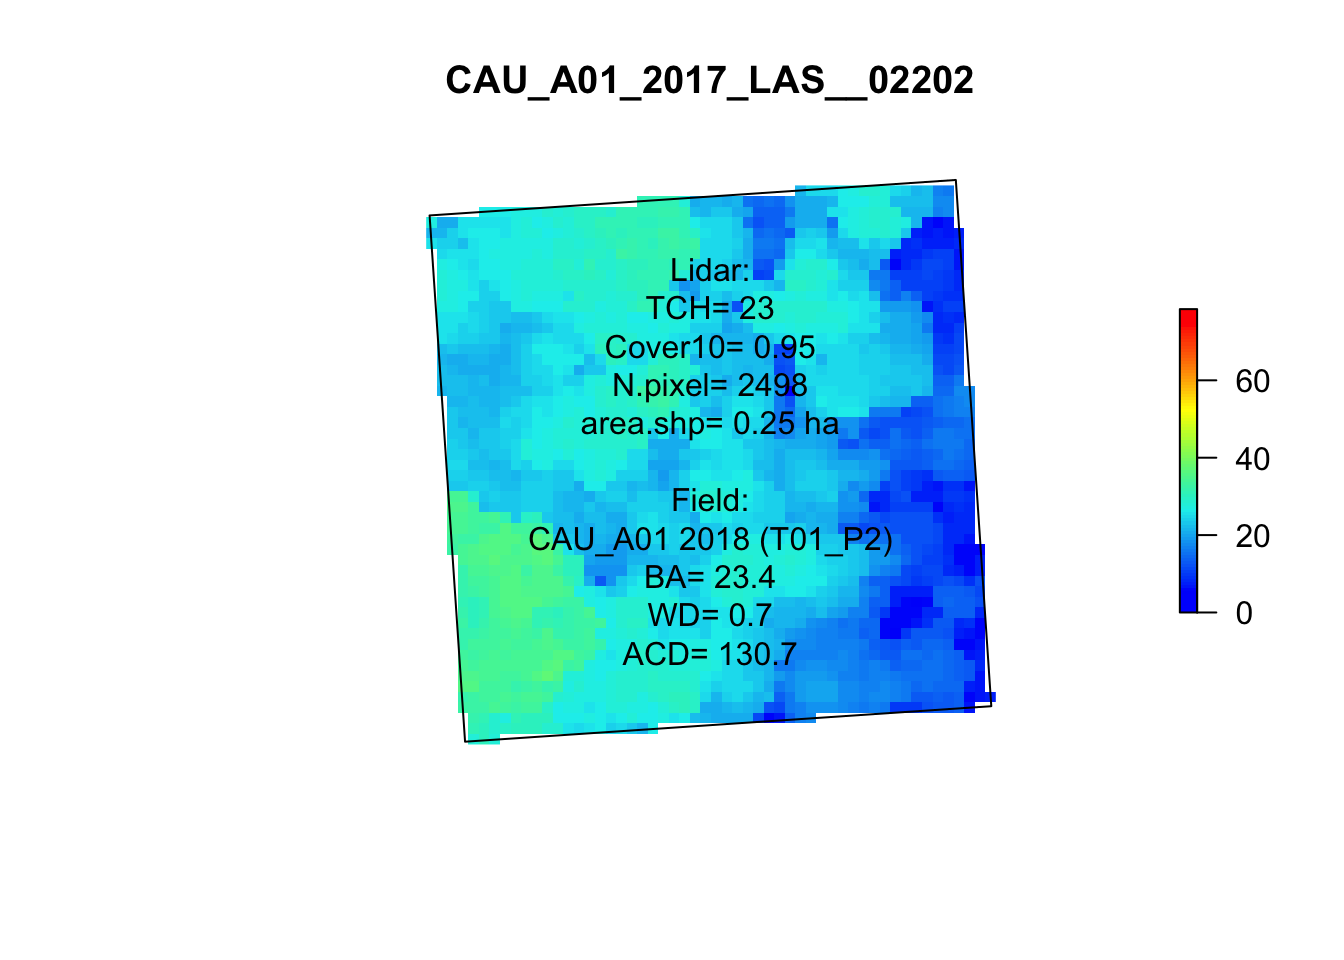 CAU_A01_2017_LAS__02202
Lidar:
TCH= 23
Cover10= 0.95
N.pixel= 2498
area.shp= 0.25 ha
Field:
CAU_A01 2018 (T01_P2)
BA= 23.4
WD= 0.7
ACD= 130.7
60
40
20
0